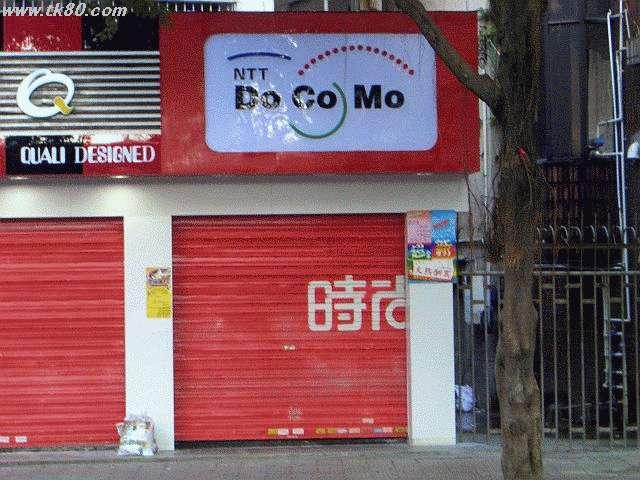 www.tk80.com
NTT
Do Co Mo
Q
QUALI DESIGNED
時尚